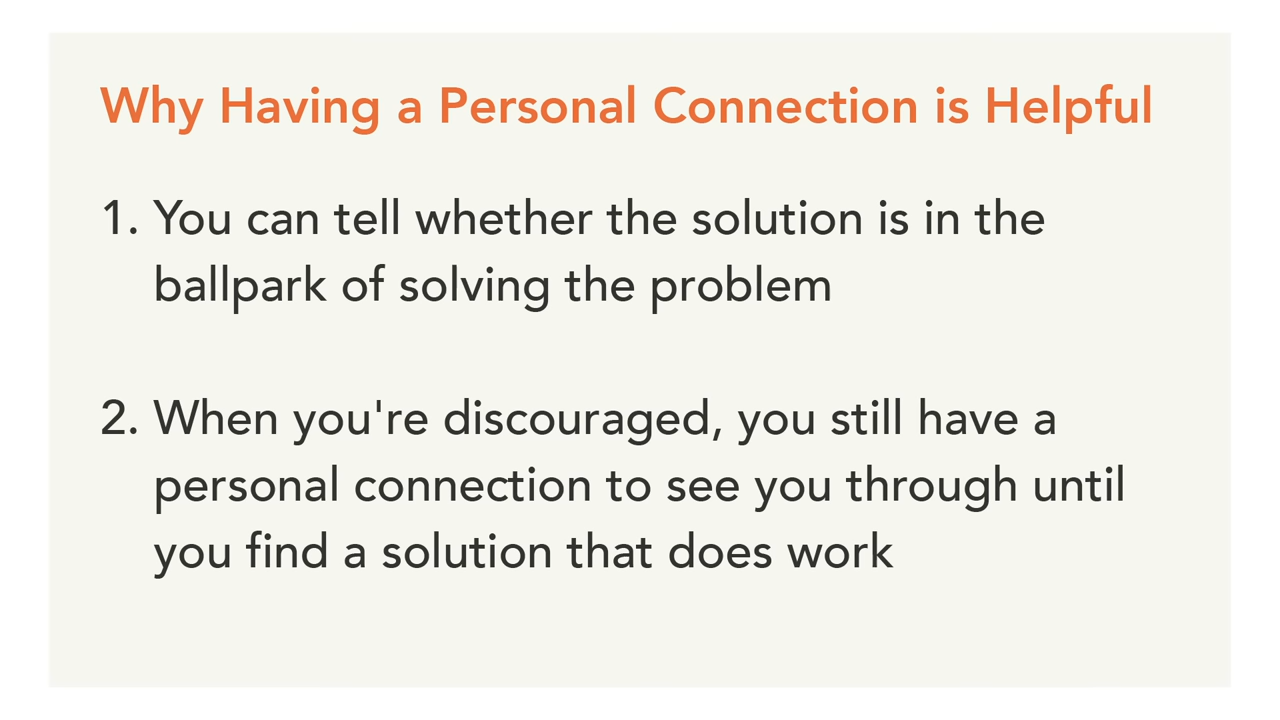 Why Having a Personal Connection is Helpful
1. You can tell whether the solution is in the
ballpark of solving the problem
2. When you're discouraged, you still have a
personal connection to see you through until
you find a solution that does work